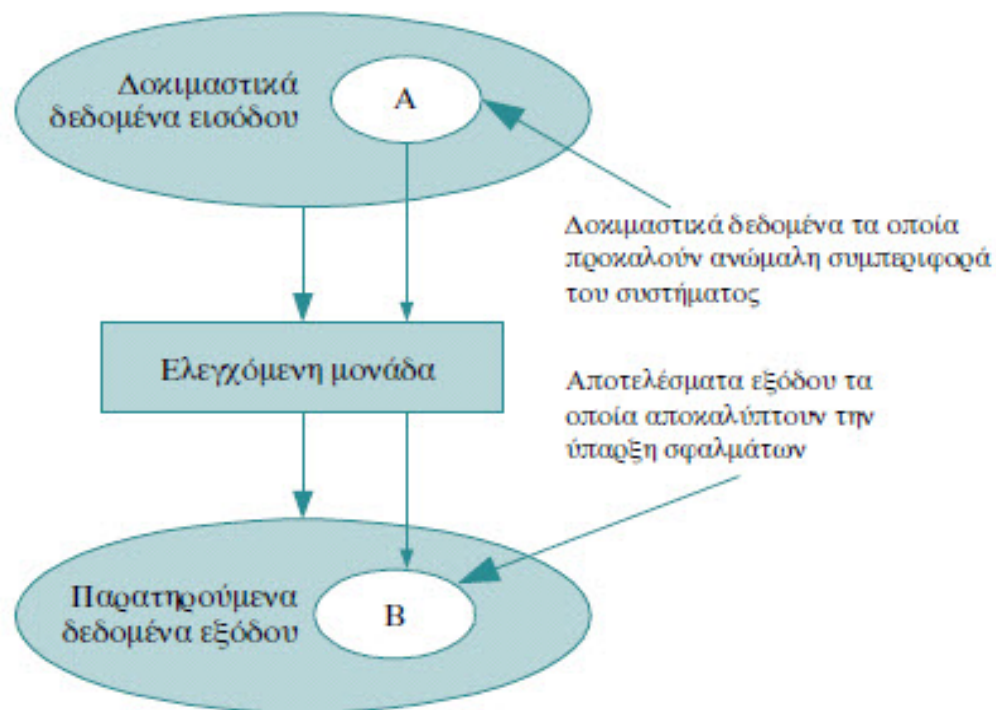 Δοκιμαστικά
δεδομένα εισόδου
A
Δοκιμαστικά δεδομένα τα οποία
προκαλούν ανώμαλη συμπεριφορά
του συστήματος
Ελεγχόμενη μονάδα
Αποτελέσματα εξόδου τα
οποία αποκαλύπτουν την
ύπαρξη σφαλμάτων
Παρατηρούμενα
δεδομένα εξόδου
B